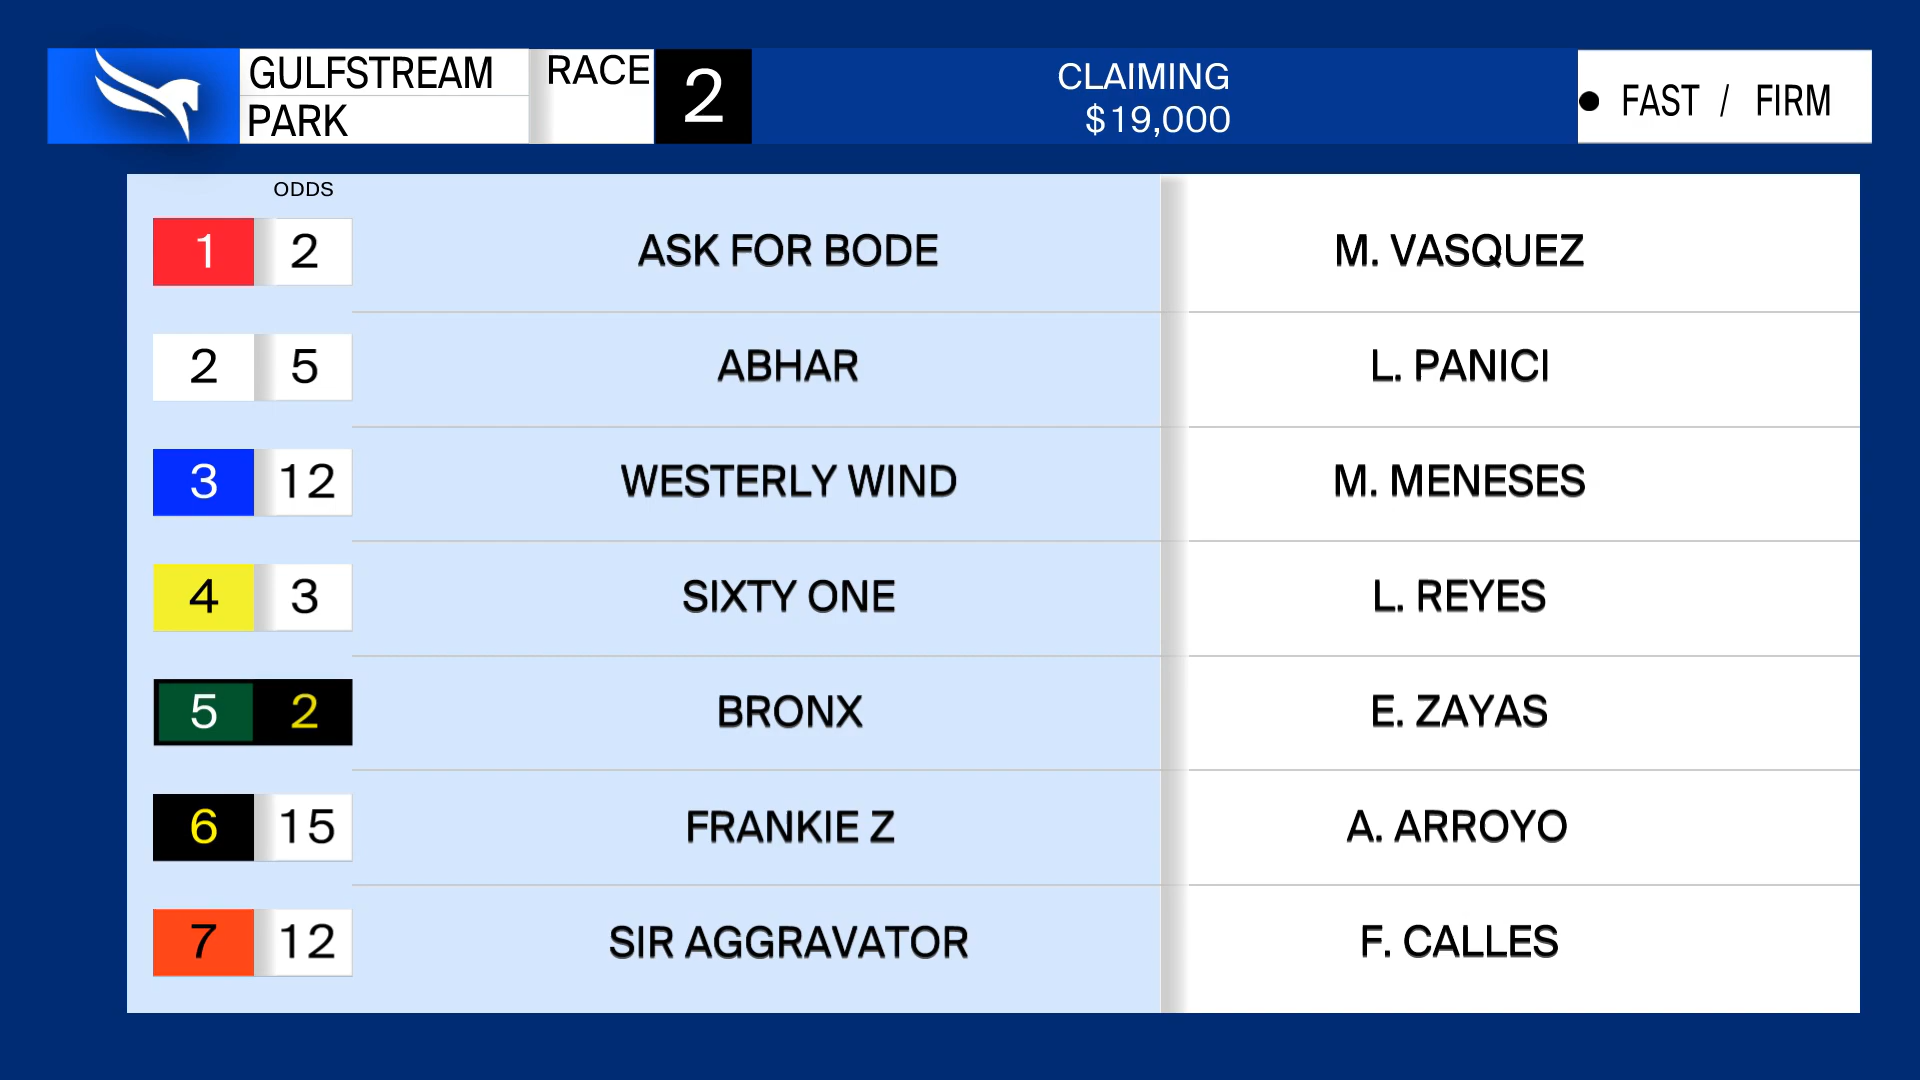 GULFSTREAM
PARK
RACE
2
CLAIMING
$19,000
• FAST / FIRM
ODDS
1 2 ASK FOR BODE M. VASQUEZ
2 5 ABHAR L. PANICI
3 12 WESTERLY WIND M. MENESES
4 3 SIXTY ONE L. REYES
5 2 BRONX E. ZAYAS
6 15 FRANKIE Z A. ARROYO
7 12 SIR AGGRAVATOR F. CALLES